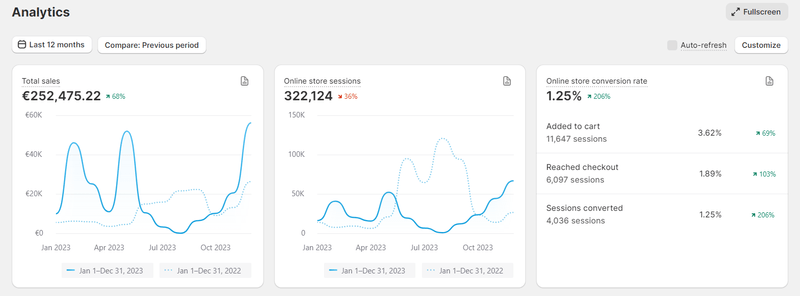 Analytics
Fullscreen
Last 12 months
Compare: Previous period
Auto-refresh
Customize
Total sales
€252,475.22 68%
€60K
€40K
€20K
€0
Jan 2023 Apr 2023 Jul 2023 Oct 2023
Jan 1–Dec 31, 2023 Jan 1–Dec 31, 2022
Online store sessions
322,124 36%
150K
100K
50K
0
Jan 2023 Apr 2023 Jul 2023 Oct 2023
Jan 1–Dec 31, 2023 Jan 1–Dec 31, 2022
Online store conversion rate
1.25% 206%
Added to cart
11,647 sessions
3.62% 69%
Reached checkout
6,097 sessions
1.89% 103%
Sessions converted
4,036 sessions
1.25% 206%